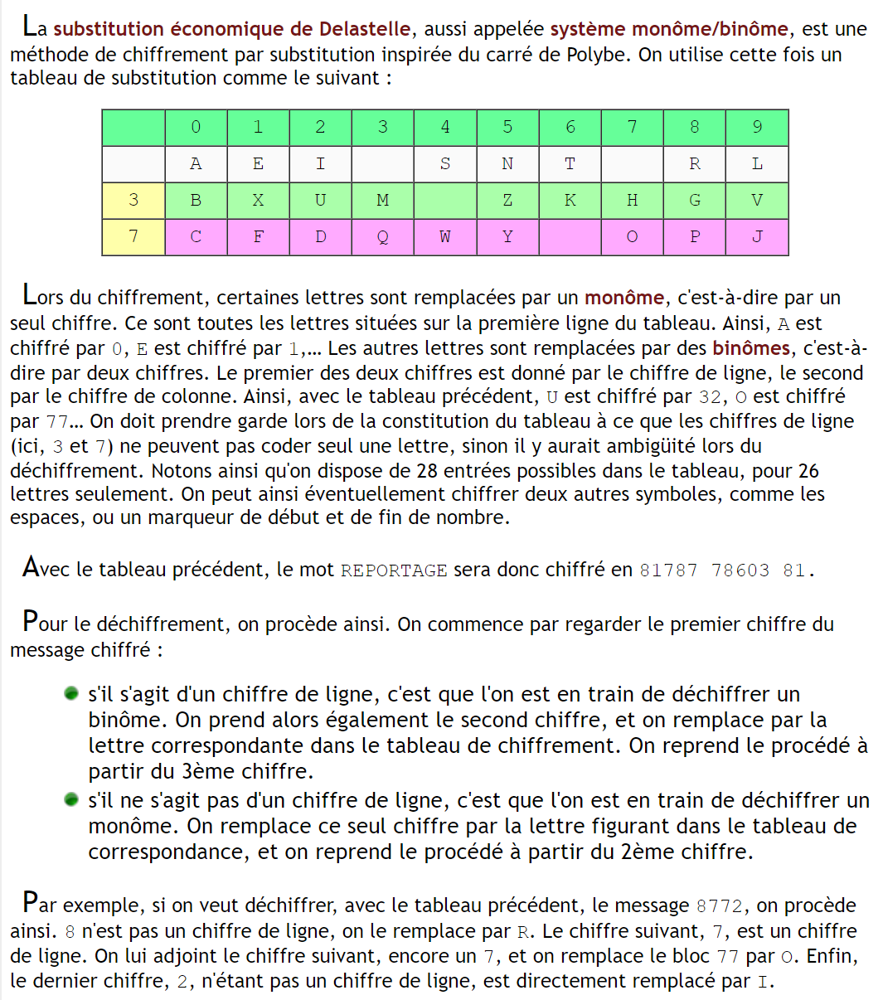 La substitution économique de Delastelle, aussi appelée système monôme/binôme, est une
méthode de chiffrement par substitution inspirée du carré de Polybe. On utilise cette fois un
tableau de substitution comme le suivant :
0 1 2 3 4 5 6 7 8 9
A E I S N T R L
3 B X U M Z K H G V
7 C F D Q W Y O P J
Lors du chiffrement, certaines lettres sont remplacées par un monôme, c'est-à-dire par un
seul chiffre. Ce sont toutes les lettres situées sur la première ligne du tableau. Ainsi, A est
chiffré par 0, E est chiffré par 1,... Les autres lettres sont remplacées par des binômes, c'est-à-
dire par deux chiffres. Le premier des deux chiffres est donné par le chiffre de ligne, le second
par le chiffre de colonne. Ainsi, avec le tableau précédent, U est chiffré par 32, O est chiffré
par 77... On doit prendre garde lors de la constitution du tableau à ce que les chiffres de ligne
(ici, 3 et 7) ne peuvent pas coder seul une lettre, sinon il y aurait ambigüité lors du
déchiffrement. Notons ainsi qu'on dispose de 28 entrées possibles dans le tableau, pour 26
lettres seulement. On peut ainsi éventuellement chiffrer deux autres symboles, comme les
espaces, ou un marqueur de début et de fin de nombre.
Avec le tableau précédent, le mot REPORTAGE sera donc chiffré en 81787 78603 81.
Pour le déchiffrement, on procède ainsi. On commence par regarder le premier chiffre du
message chiffré :
s'il s'agit d'un chiffre de ligne, c'est que l'on est en train de déchiffrer un
binôme. On prend alors également le second chiffre, et on remplace par la
lettre correspondante dans le tableau de chiffrement. On reprend le procédé à
partir du 3ème chiffre.
s'il ne s'agit pas d'un chiffre de ligne, c'est que l'on est en train de déchiffrer un
monôme. On remplace ce seul chiffre par la lettre figurant dans le tableau de
correspondance, et on reprend le procédé à partir du 2ème chiffre.
Par exemple, si on veut déchiffrer, avec le tableau précédent, le message 8772, on procède
ainsi. 8 n'est pas un chiffre de ligne, on le remplace par R. Le chiffre suivant, 7, est un chiffre
de ligne. On lui adjoint le chiffre suivant, encore un 7, et on remplace le bloc 77 par O. Enfin,
le dernier chiffre, 2, n'étant pas un chiffre de ligne, est directement remplacé par I.